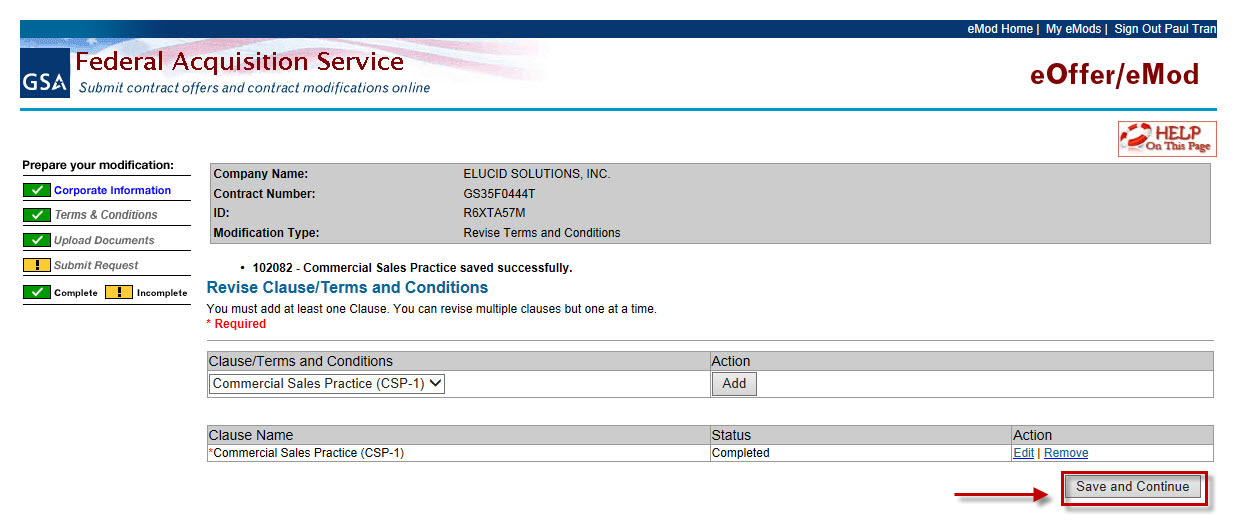 eMod Home | My eMods | Sign Out Paul Tran
GSA
Federal Acquisition Service
Submit contract offers and contract modifications online
eOffer/eMod
HELP
On This Page
Prepare your modification:
Corporate Information
Terms & Conditions
Upload Documents
! Submit Request
Complete ! Incomplete
Company Name: ELUCID SOLUTIONS, INC.
Contract Number: GS35F0444T
ID: R6XTA57M
Modification Type: Revise Terms and Conditions
• 102082 - Commercial Sales Practice saved successfully.
Revise Clause/Terms and Conditions
You must add at least one Clause. You can revise multiple clauses but one at a time.
* Required
Clause/Terms and Conditions Action
Commercial Sales Practice (CSP-1) Add
Clause Name Status Action
*Commercial Sales Practice (CSP-1) Completed Edit | Remove
Save and Continue